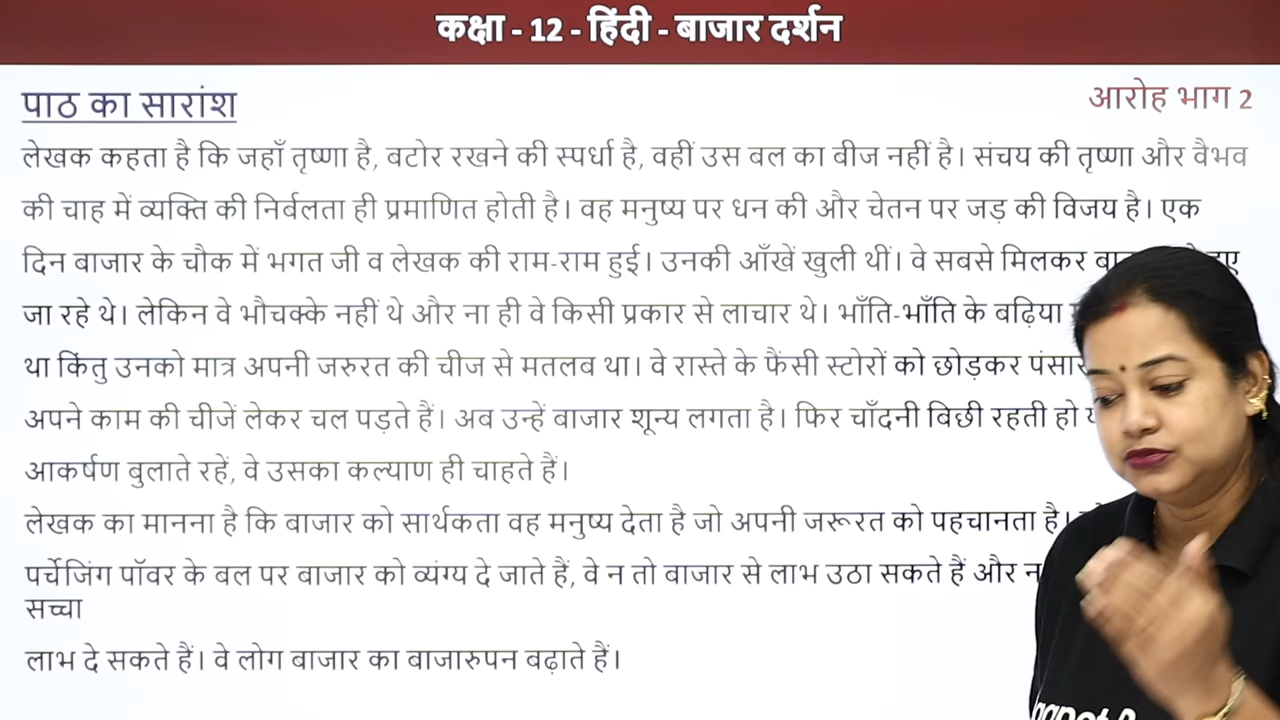 कक्षा - 12 - हिंदी - बाजार दर्शन
पाठ का सारांश
आरोह भाग 2
लेखक कहता है कि जहाँ तृष्णा है, वटोर रखने की स्पर्धा है, वहीं उस बल का बीज नहीं है। संचय की तृष्णा और वैभव
की चाह में व्यक्ति की निर्बलता ही प्रमाणित होती है। वह मनुष्य पर धन की और चेतन पर जड़ की विजय है। एक
दिन बाजार के चौक में भगत जी व लेखक की राम-राम हुई। उनकी आँखें खुली थीं। वे सबसे मिलकर
जा रहे थे। लेकिन वे भौचक्के नहीं थे और ना ही वे किसी प्रकार से लाचार थे। भाँति-भाँति के बढ़िया
था किंतु उनको मात्र अपनी जरुरत की चीज से मतलब था। वे रास्ते के फैंसी स्टोरों को छोड़कर
अपने काम की चीजें लेकर चल पड़ते हैं। अब उन्हें बाजार शून्य लगता है। फिर चाँदनी बिछी रहती हो
आकर्षण बुलाते रहें, वे उसका कल्याण ही चाहते हैं।
लेखक का मानना है कि बाजार को सार्थकता वह मनुष्य देता है जो अपनी जरूरत को पहचानता है।
पर्चेजिंग पॉवर के बल पर बाजार को व्यंग्य दे जाते हैं, वे न तो बाजार से लाभ उठा सकते हैं और न
सच्चा
लाभ दे सकते हैं। वे लोग बाजार का बाजारुपन बढ़ाते हैं।